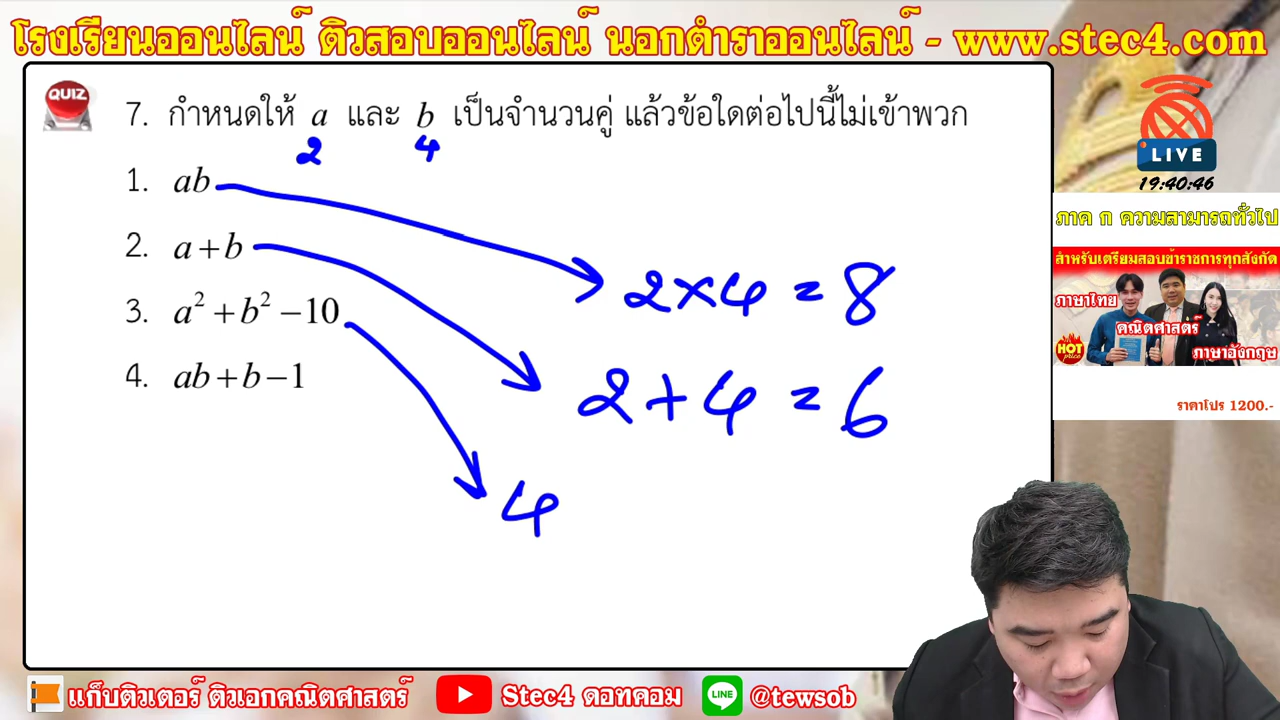 โรงเรียนออนไลน์ ติวสอบออนไลน์ นอกตำราออนไลน์ - www.stec4.com
QUIZ
7. กำหนดให้ a และ b เป็นจำนวนคู่ แล้วข้อใดต่อไปนี้ไม่เข้าพวก
2 4
1. ab
2. a + b
3. a² + b² − 10
4. ab + b − 1
2 × 4 = 8
2 + 4 = 6
4
LIVE
19:40:46
ภาค ก ความสามารถทั่วไป
สำหรับเตรียมสอบข้าราชการทุกสังกัด
ภาษาไทย
คณิตศาสตร์
ภาษาอังกฤษ
HOT
price
ราคาโปร 1200.-
แก็บติวเตอร์ ติวเอกคณิตศาสตร์
Stec4 ดอทคอม
LINE
@tewsob